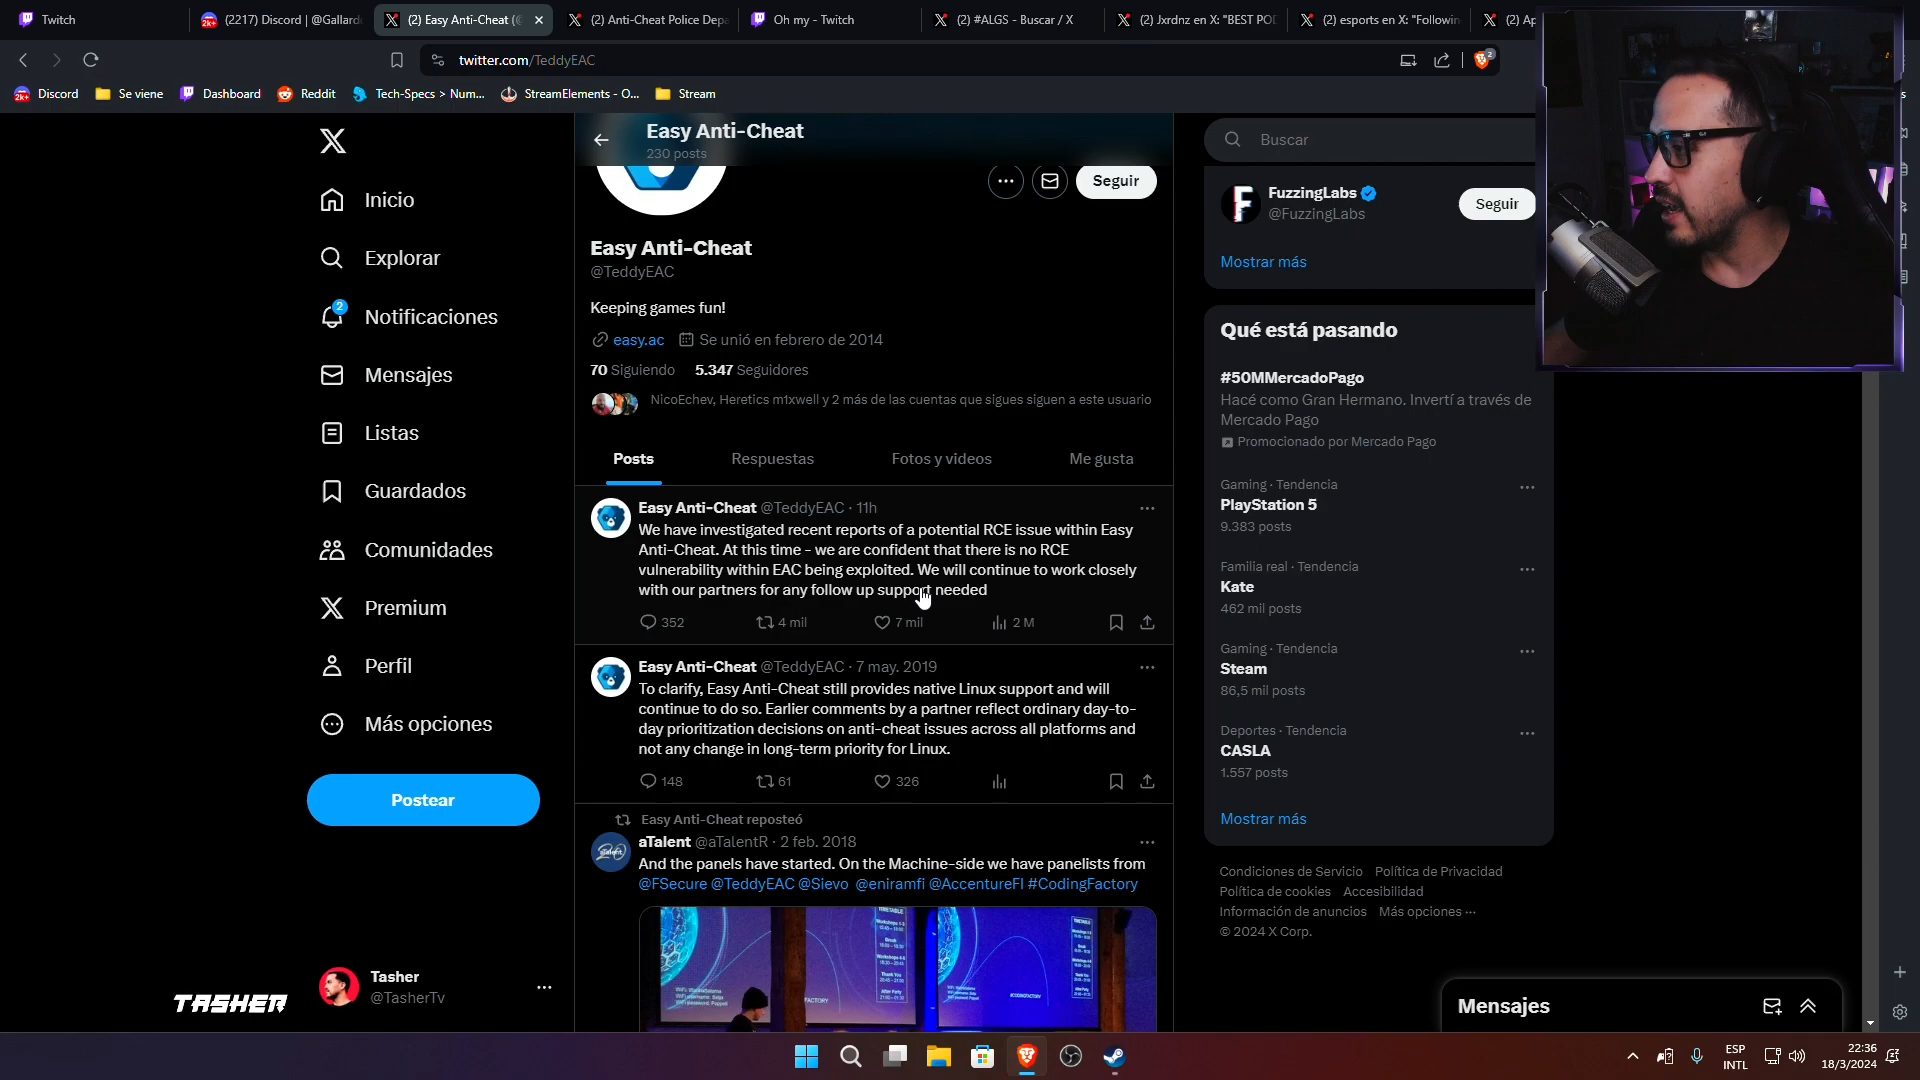 Twitch
(2217) Discord | @Gallard
(2) Easy Anti-Cheat (@
(2) Anti-Cheat Police Depa
Oh my - Twitch
(2) #ALGS - Buscar / X
(2) Jxrdnz en X: "BEST POI
(2) esports en X: "Followin
(2) Ap
twitter.com/TeddyEAC
2
Discord
Se viene
Dashboard
Reddit
Tech-Specs > Num...
StreamElements - O...
Stream
Inicio
Explorar
2
Notificaciones
Mensajes
Listas
Guardados
Comunidades
Premium
Perfil
Más opciones
Postear
Tasher
@TasherTv
TASHER
Easy Anti-Cheat
230 posts
Seguir
Easy Anti-Cheat
@TeddyEAC
Keeping games fun!
easy.ac Se unió en febrero de 2014
70 Siguiendo 5.347 Seguidores
NicoEchev, Heretics m1xwell y 2 más de las cuentas que sigues siguen a este usuario
Posts Respuestas Fotos y videos Me gusta
Easy Anti-Cheat @TeddyEAC · 11h
We have investigated recent reports of a potential RCE issue within Easy
Anti-Cheat. At this time - we are confident that there is no RCE
vulnerability within EAC being exploited. We will continue to work closely
with our partners for any follow up support needed
352 4 mil 7 mil 2 M
Easy Anti-Cheat @TeddyEAC · 7 may. 2019
To clarify, Easy Anti-Cheat still provides native Linux support and will
continue to do so. Earlier comments by a partner reflect ordinary day-to-
day prioritization decisions on anti-cheat issues across all platforms and
not any change in long-term priority for Linux.
148 61 326
Easy Anti-Cheat reposteó
aTalent @aTalentR · 2 feb. 2018
And the panels have started. On the Machine-side we have panelists from
@FSecure @TeddyEAC @Sievo @eniramfi @AccentureFI #CodingFactory
Buscar
FuzzingLabs
@FuzzingLabs
Seguir
Mostrar más
Qué está pasando
#50MMercadoPago
Hacé como Gran Hermano. Invertí a través de
Mercado Pago
Promocionado por Mercado Pago
Gaming · Tendencia
PlayStation 5
9.383 posts
Familia real · Tendencia
Kate
462 mil posts
Gaming · Tendencia
Steam
86,5 mil posts
Deportes · Tendencia
CASLA
1.557 posts
Mostrar más
Condiciones de Servicio Política de Privacidad
Política de cookies Accesibilidad
Información de anuncios Más opciones ···
© 2024 X Corp.
Mensajes
ESP
INTL
22:36
18/3/2024